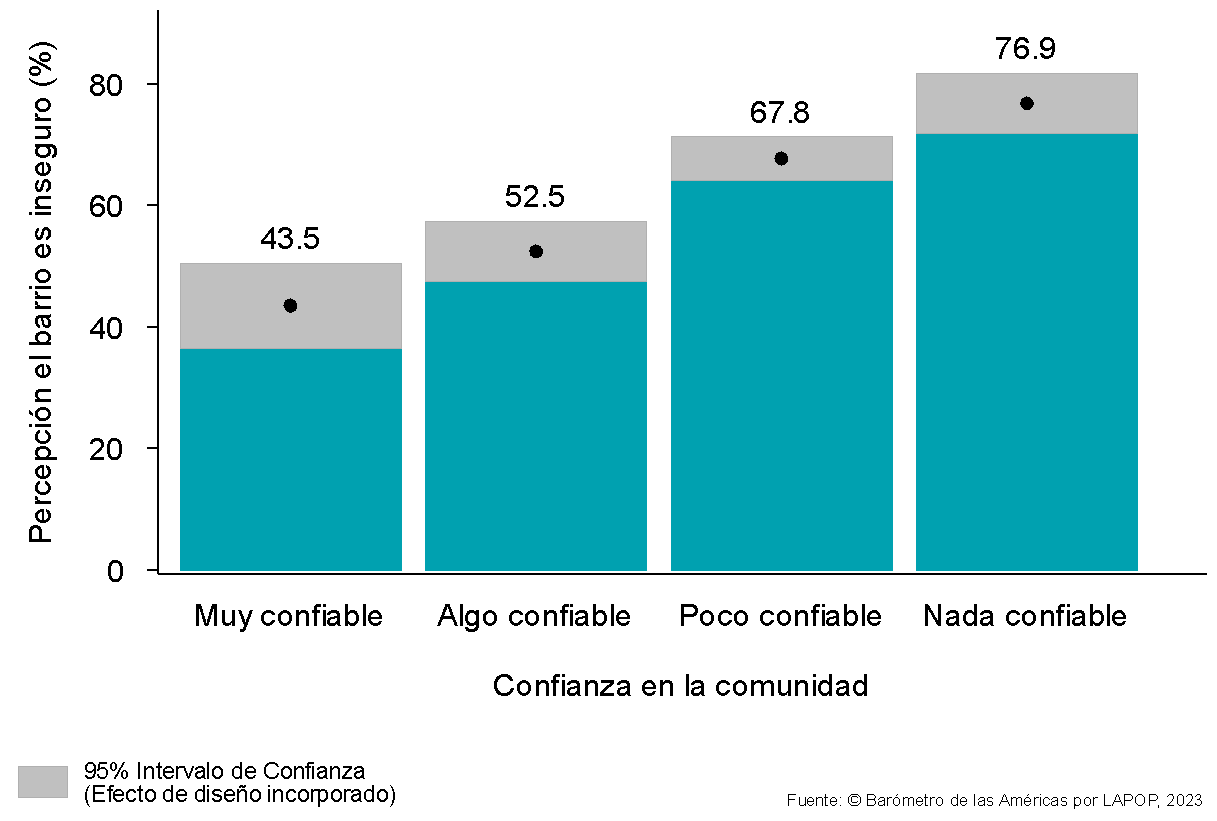 Percepción el barrio es inseguro (%)
80
60
40
20
0
43.5
52.5
67.8
76.9
Muy confiable
Algo confiable
Poco confiable
Nada confiable
Confianza en la comunidad
95% Intervalo de Confianza
(Efecto de diseño incorporado)
Fuente: © Barómetro de las Américas por LAPOP, 2023